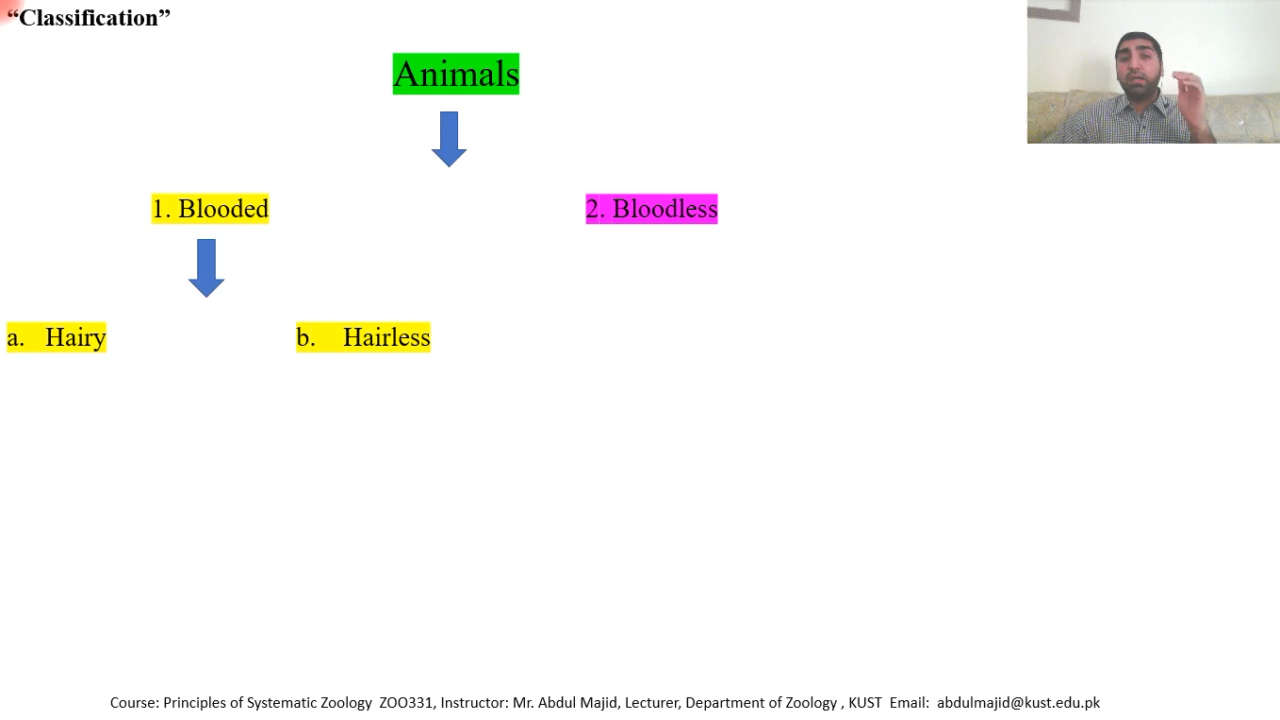 “Classification”
Animals
1. Blooded
2. Bloodless
a. Hairy
b. Hairless
Course: Principles of Systematic Zoology ZOO331, Instructor: Mr. Abdul Majid, Lecturer, Department of Zoology , KUST Email: abdulmajid@kust.edu.pk